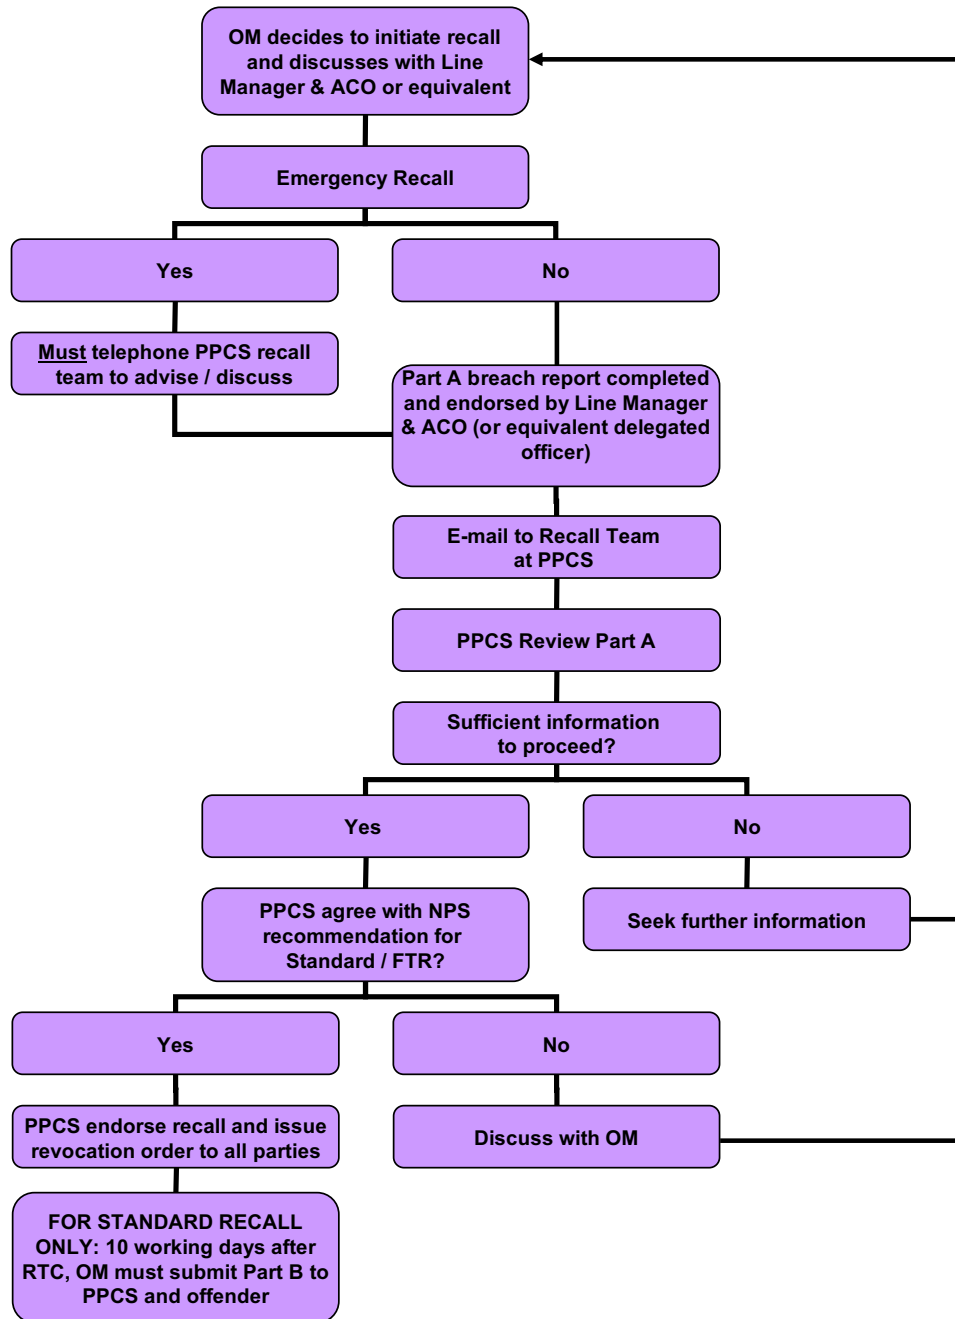 OM decides to initiate recall
and discusses with Line
Manager & ACO or equivalent
Emergency Recall
Yes
No
Must telephone PPCS recall
team to advise / discuss
Part A breach report completed
and endorsed by Line Manager
& ACO (or equivalent delegated
officer)
E-mail to Recall Team
at PPCS
PPCS Review Part A
Sufficient information
to proceed?
Yes
No
PPCS agree with NPS
recommendation for
Standard / FTR?
Seek further information
Yes
No
PPCS endorse recall and issue
revocation order to all parties
Discuss with OM
FOR STANDARD RECALL
ONLY: 10 working days after
RTC, OM must submit Part B to
PPCS and offender